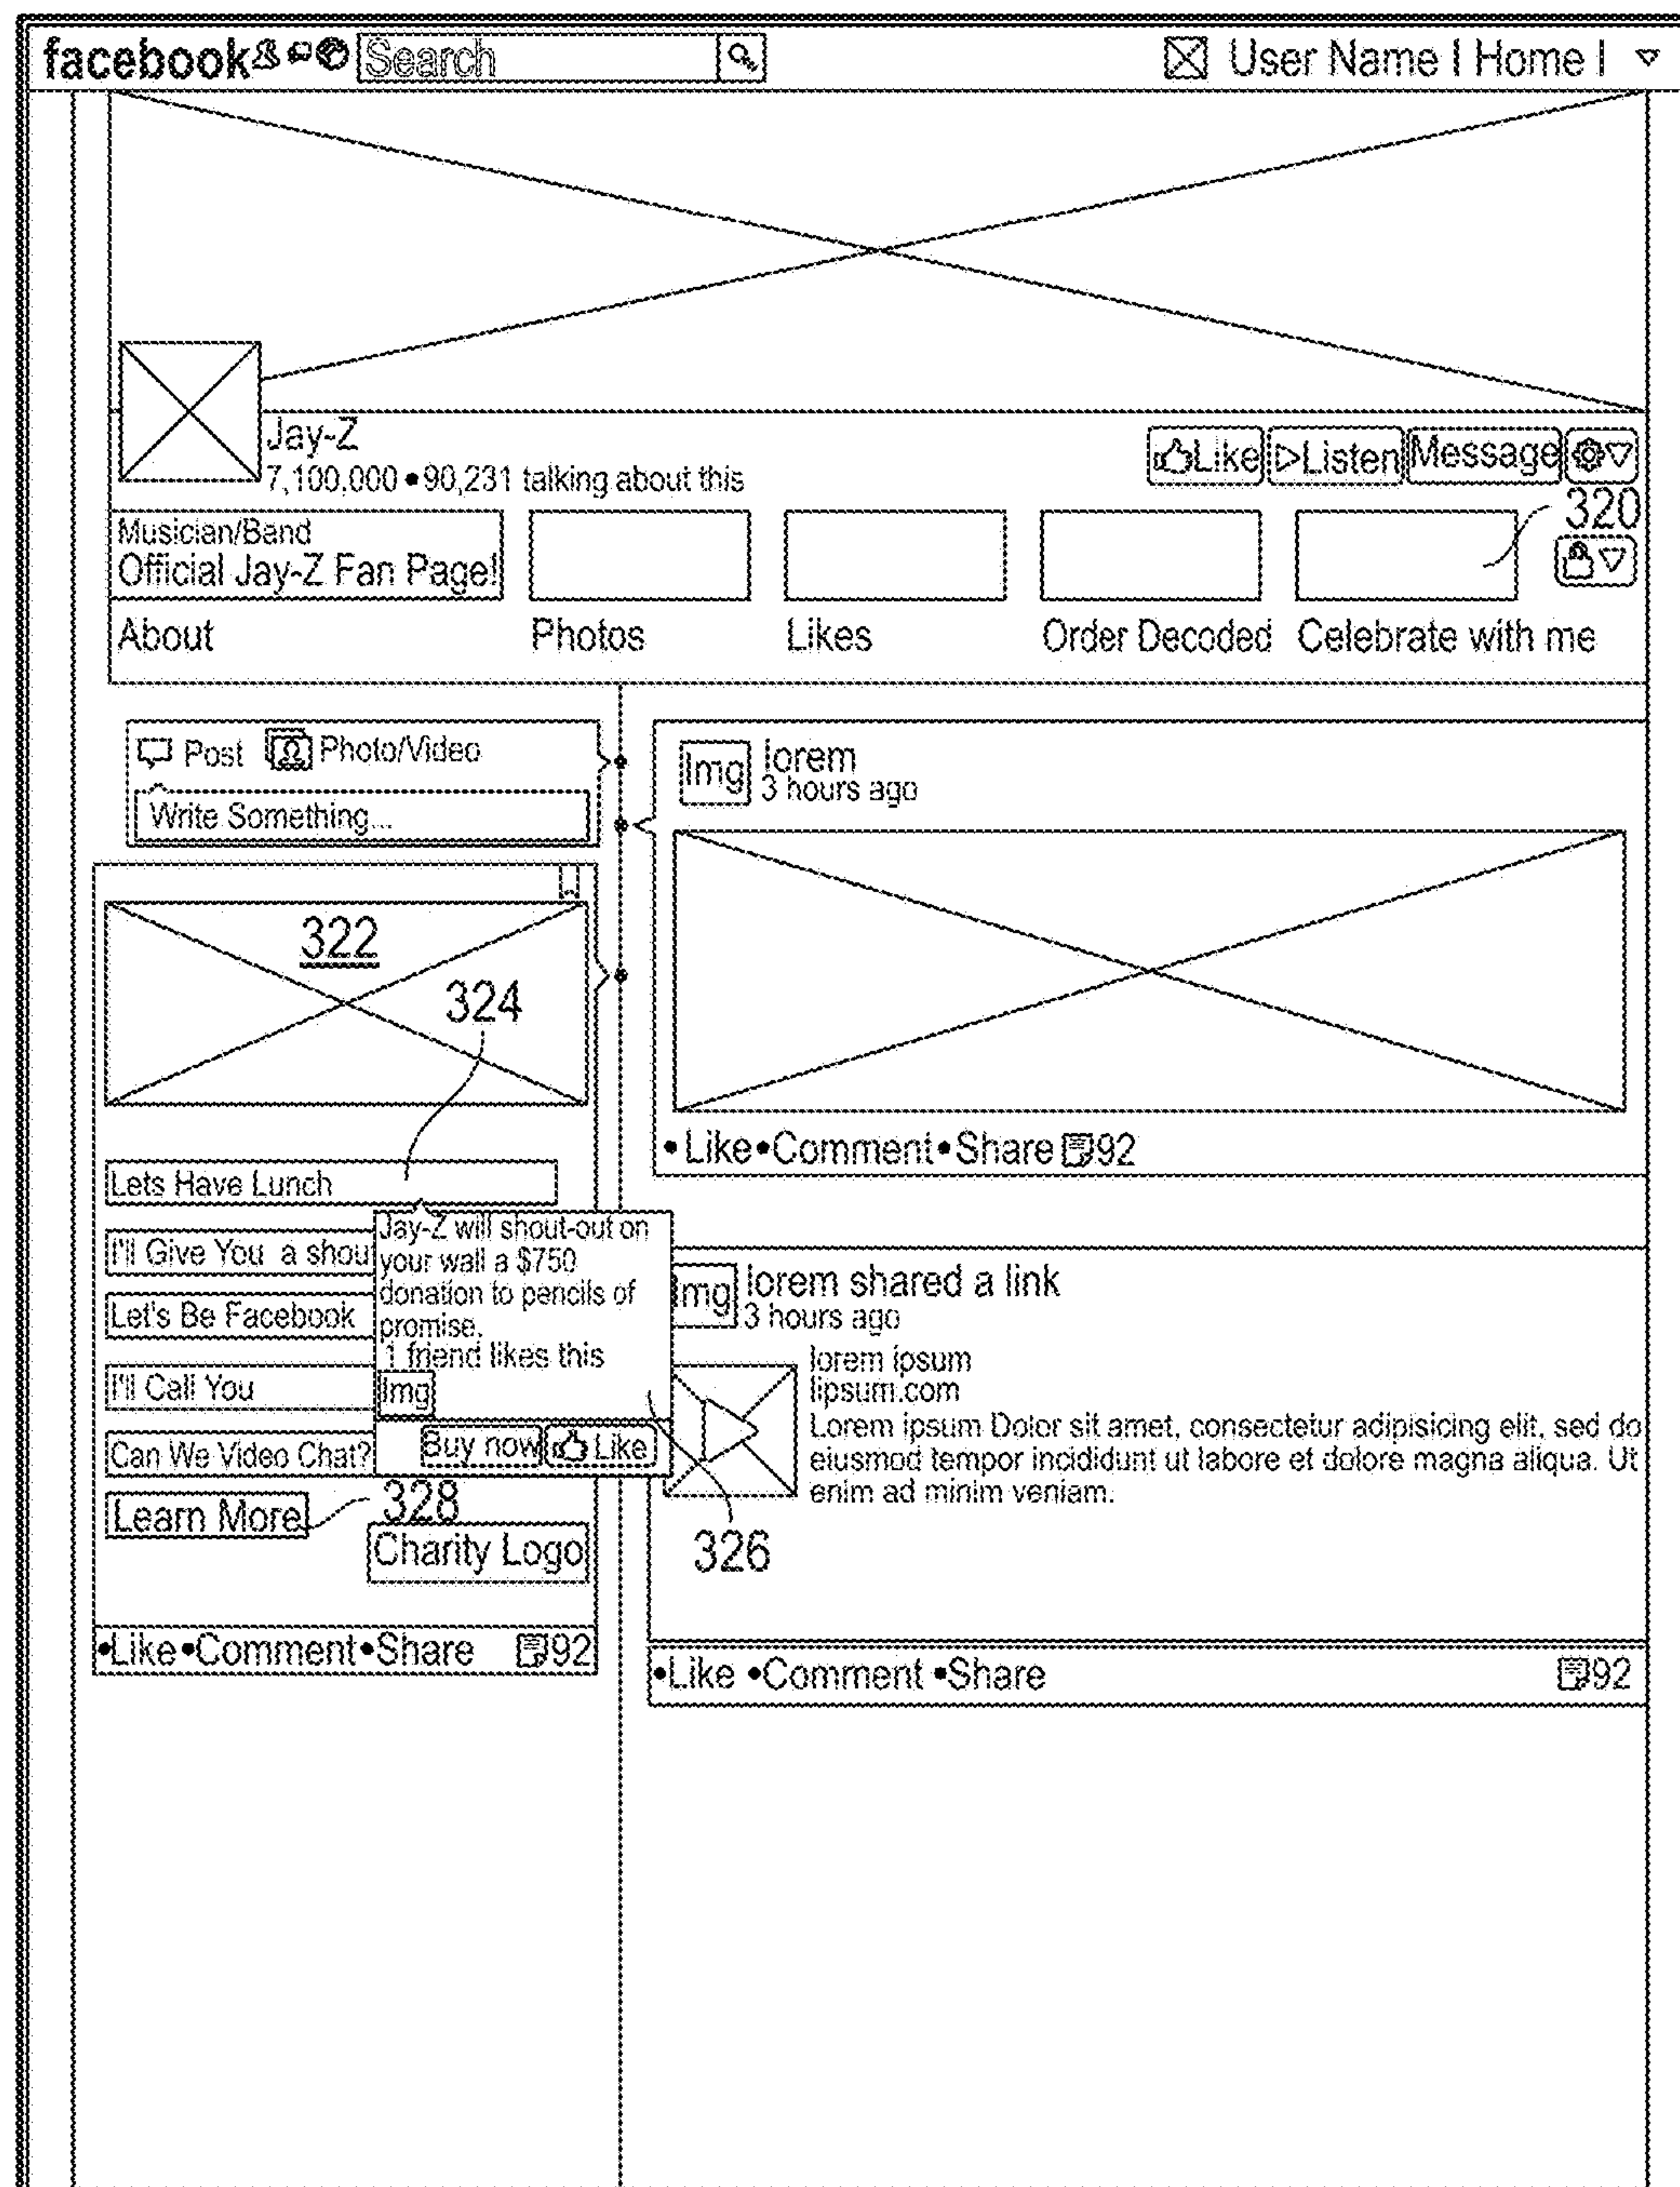 facebook Search User Name | Home |
Jay-Z
7,100,000 • 90,231 talking about this
Like Listen Message
320
Musician/Band
Official Jay-Z Fan Page!
About Photos Likes Order Decoded Celebrate with me
Post Photo/Video
Write Something...
322
324
Lets Have Lunch
I'll Give You a shou
Let's Be Facebook
I'll Call You
Can We Video Chat?
Jay-Z will shout-out on
your wall a $750
donation to pencils of
promise.
1 friend likes this
Img
Buy now Like
Learn More
328
Charity Logo
326
•Like•Comment•Share 92
Img lorem
3 hours ago
• Like•Comment•Share 92
Img lorem shared a link
3 hours ago
lorem ipsum
lipsum.com
Lorem ipsum Dolor sit amet, consectetur adipisicing elit, sed do
eiusmod tempor incididunt ut labore et dolore magna aliqua. Ut
enim ad minim veniam.
•Like •Comment •Share 92